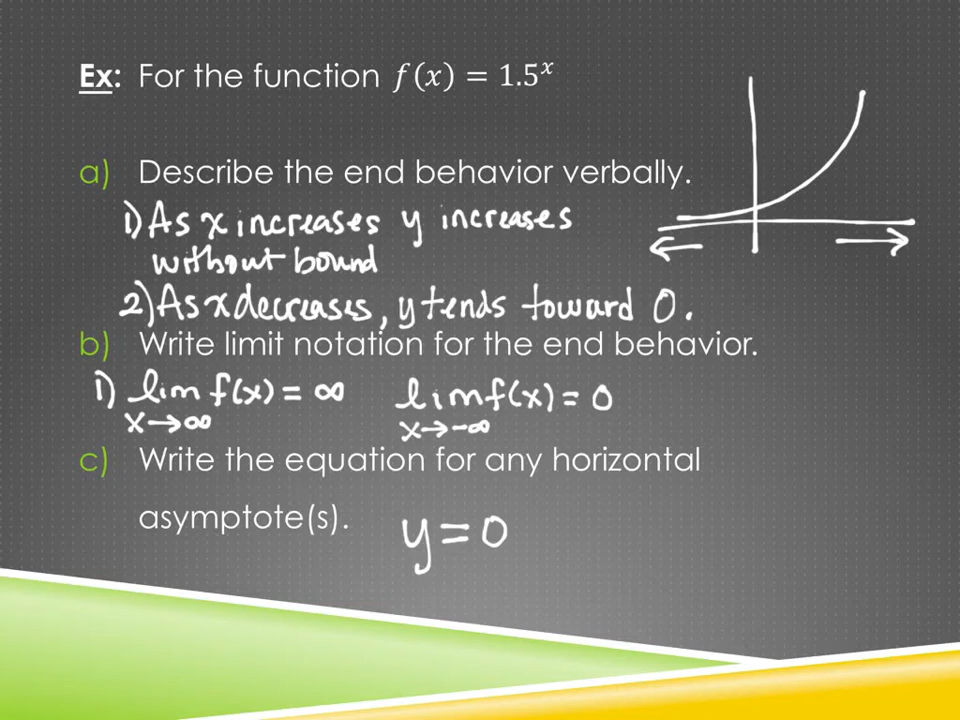 Ex: For the function f(x) = 1.5ˣ
a) Describe the end behavior verbally.
1) As x increases y increases
without bound
2) As x decreases, y tends toward 0.
b) Write limit notation for the end behavior.
1) lim f(x) = ∞ lim f(x) = 0
x→∞ x→-∞
c) Write the equation for any horizontal
asymptote(s). y = 0